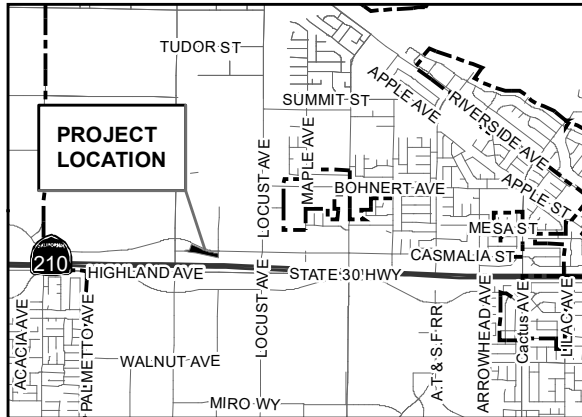 TUDOR ST
APPLE AVE
RIVERSIDE AVE
SUMMIT ST
LOCUST AVE
MAPLE AVE
PROJECT
LOCATION
BOHNERT AVE
APPLE ST
MESA ST
CALIFORNIA
210
CASMALIA ST
HIGHLAND AVE
STATE 30 HWY
ACACIA AVE
PALMETTO AVE
LOCUST AVE
A T & S F RR
ARROWHEAD AVE
Cactus AVE
LILAC AVE
WALNUT AVE
MIRO WY